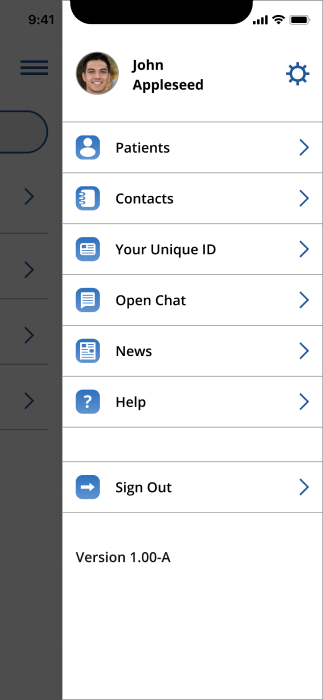 9:41
John
Appleseed
Patients
Contacts
Your Unique ID
Open Chat
News
?
Help
Sign Out
Version 1.00-A